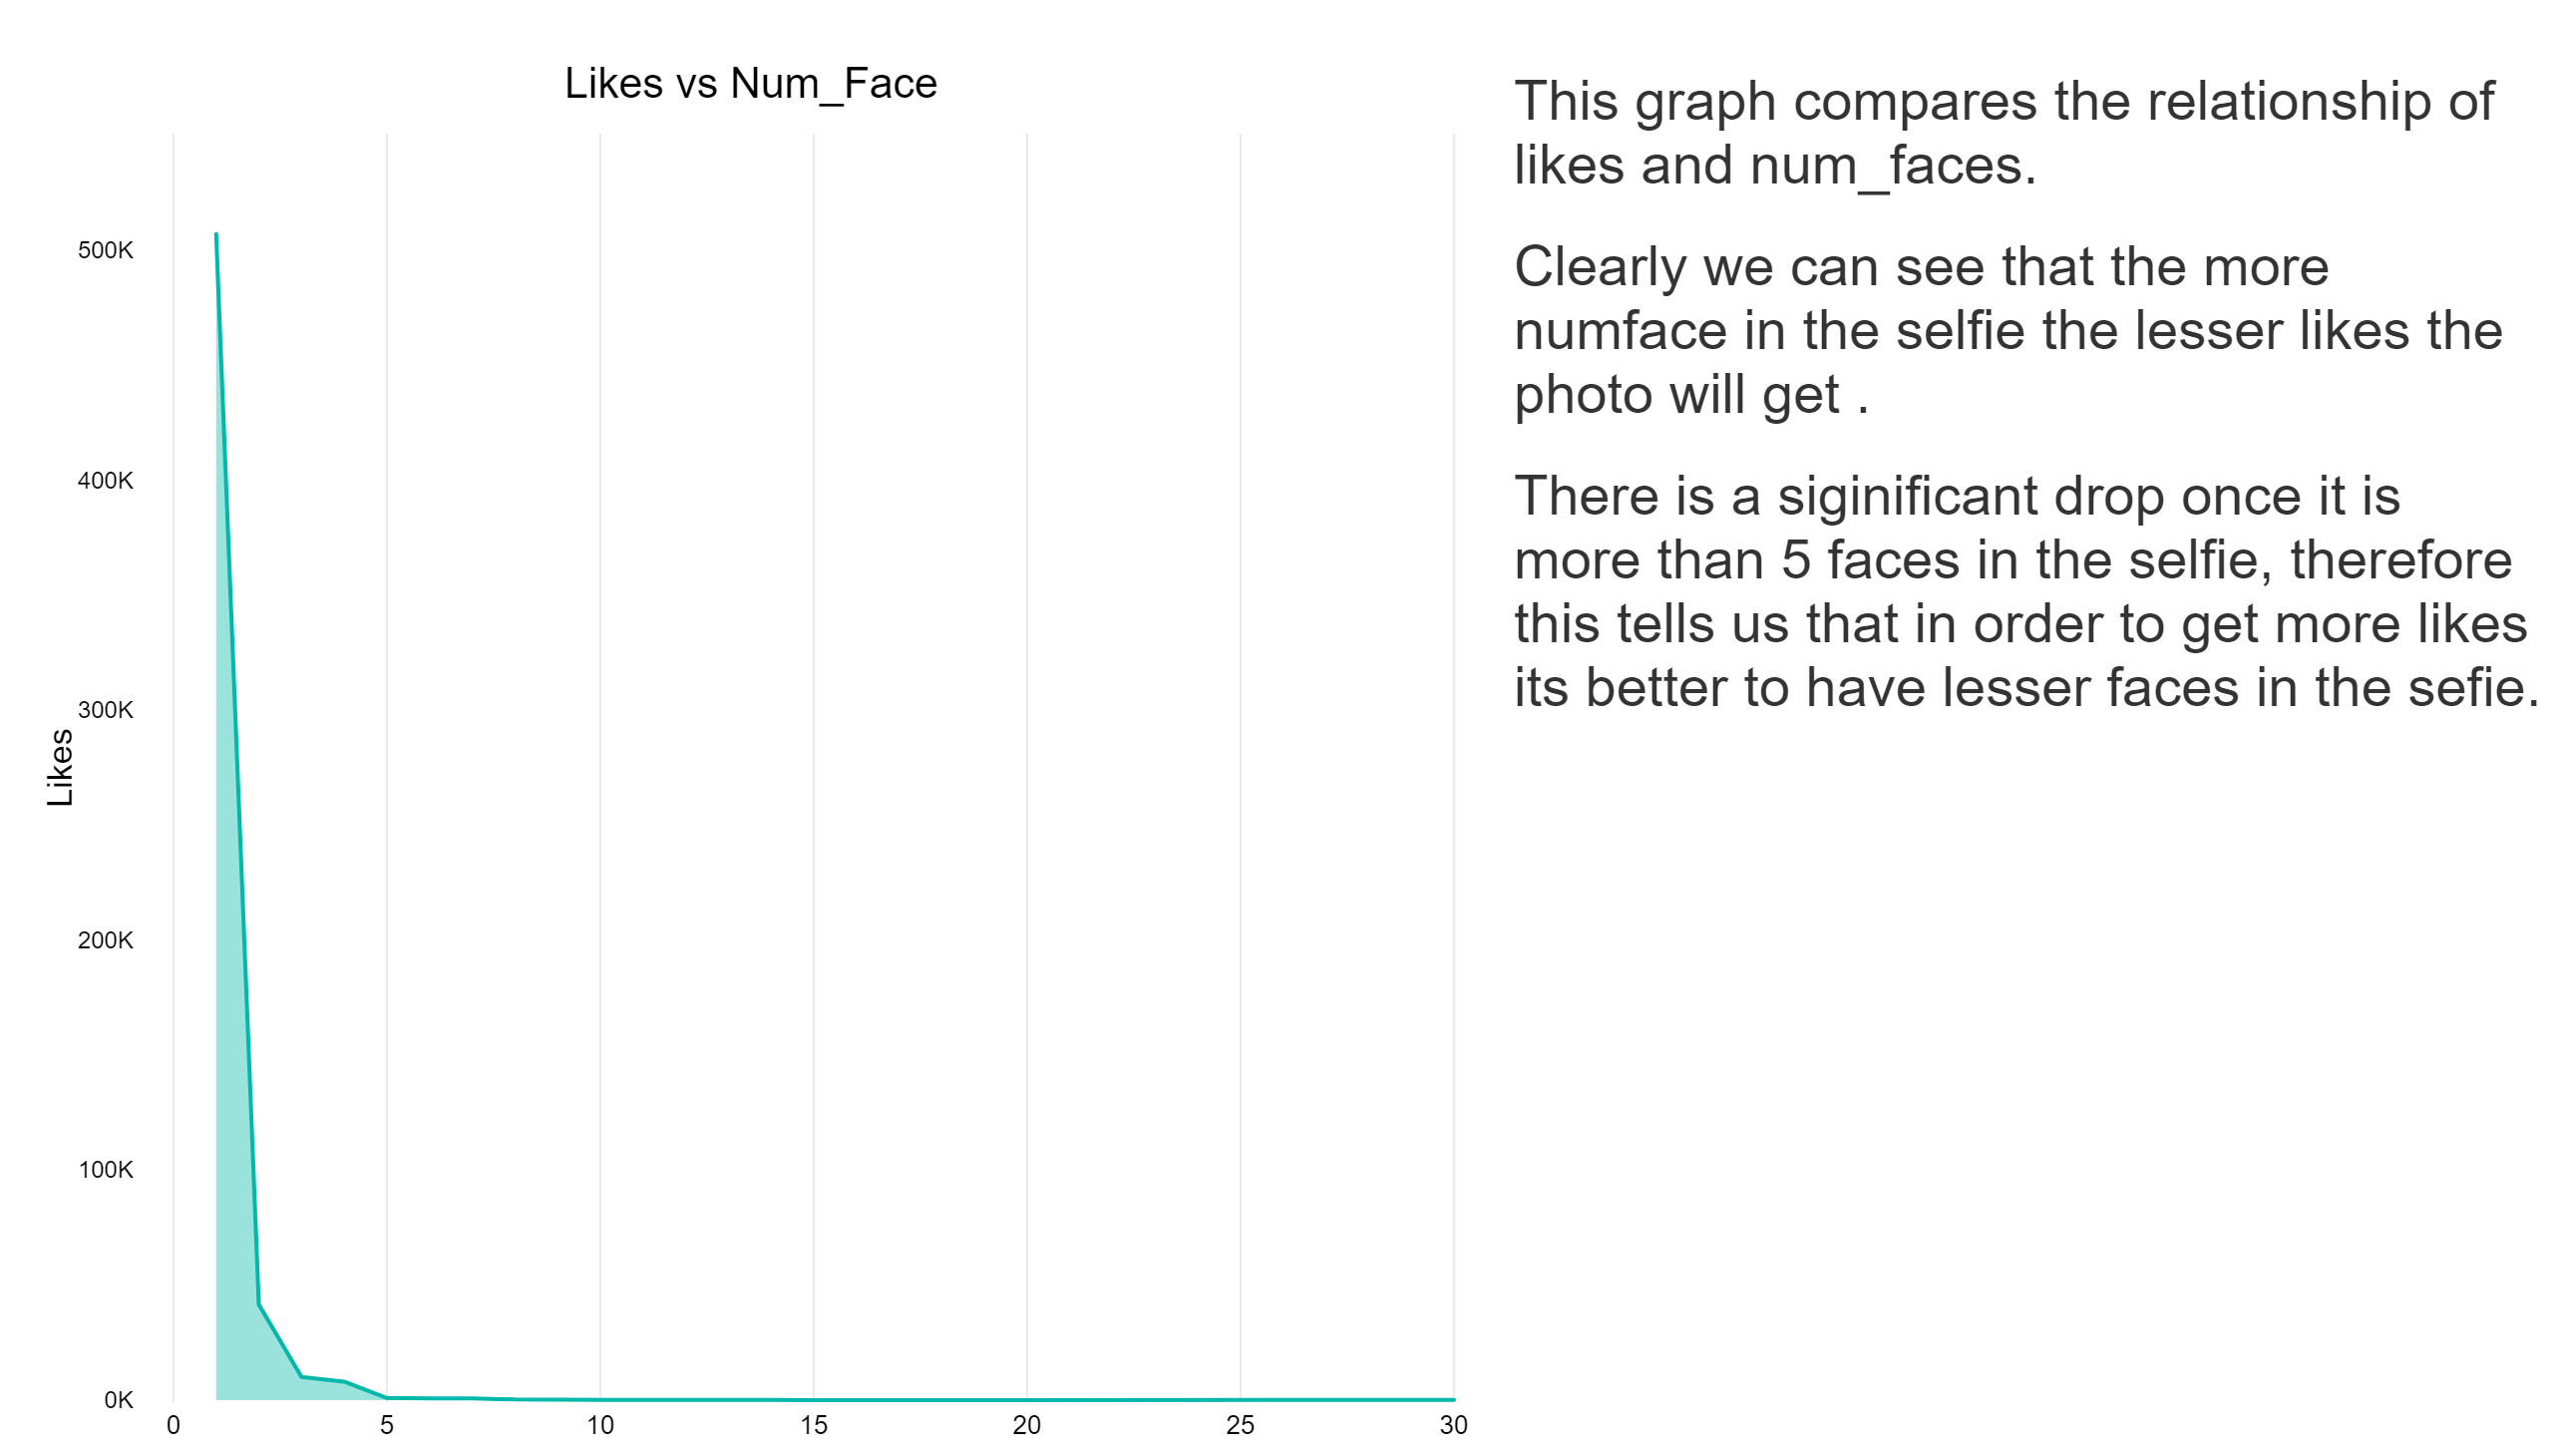 Likes vs Num_Face
500K
400K
300K
200K
100K
0K
Likes
0 5 10 15 20 25 30
This graph compares the relationship of
likes and num_faces.
Clearly we can see that the more
numface in the selfie the lesser likes the
photo will get .
There is a siginificant drop once it is
more than 5 faces in the selfie, therefore
this tells us that in order to get more likes
its better to have lesser faces in the sefie.